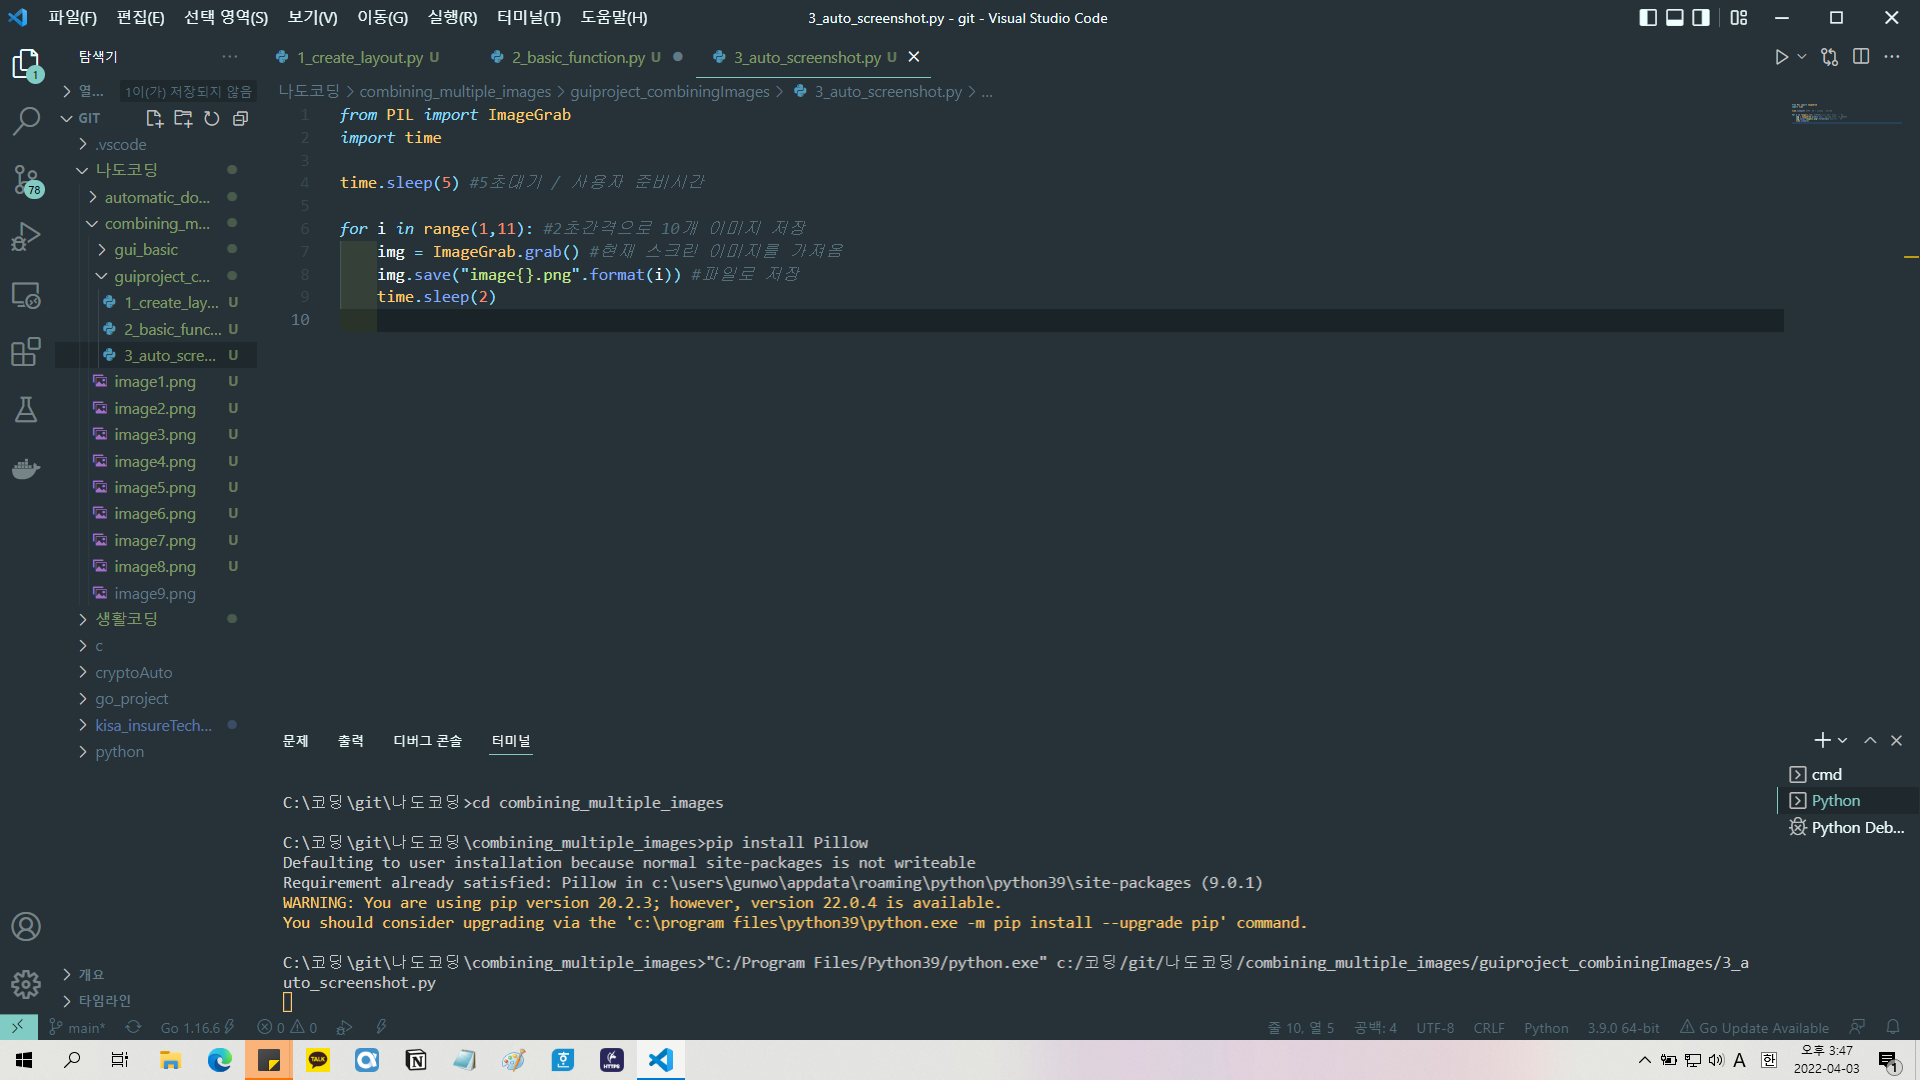 파일(F) 편집(E) 선택 영역(S) 보기(V) 이동(G) 실행(R) 터미널(T) 도움말(H)
3_auto_screenshot.py - git - Visual Studio Code
탐색기
1_create_layout.py U
2_basic_function.py U
3_auto_screenshot.py U
열... 1이(가) 저장되지 않음
나도코딩 > combining_multiple_images > guiproject_combiningImages > 3_auto_screenshot.py > ...
GIT
.vscode
나도코딩
automatic_do...
combining_m...
gui_basic
guiproject_c...
1_create_lay... U
2_basic_func... U
3_auto_scre... U
image1.png U
image2.png U
image3.png U
image4.png U
image5.png U
image6.png U
image7.png U
image8.png U
image9.png
생활코딩
c
cryptoAuto
go_project
kisa_insureTech...
python
개요
타임라인
1 from PIL import ImageGrab
2 import time
3
4 time.sleep(5) #5초대기 / 사용자 준비시간
5
6 for i in range(1,11): #2초간격으로 10개 이미지 저장
7 img = ImageGrab.grab() #현재 스크린 이미지를 가져옴
8 img.save("image{}.png".format(i)) #파일로 저장
9 time.sleep(2)
10
문제 출력 디버그 콘솔 터미널
cmd
Python
Python Deb...
C:\코딩\git\나도코딩>cd combining_multiple_images
C:\코딩\git\나도코딩\combining_multiple_images>pip install Pillow
Defaulting to user installation because normal site-packages is not writeable
Requirement already satisfied: Pillow in c:\users\gunwo\appdata\roaming\python\python39\site-packages (9.0.1)
WARNING: You are using pip version 20.2.3; however, version 22.0.4 is available.
You should consider upgrading via the 'c:\program files\python39\python.exe -m pip install --upgrade pip' command.
C:\코딩\git\나도코딩\combining_multiple_images>"C:/Program Files/Python39/python.exe" c:/코딩/git/나도코딩/combining_multiple_images/guiproject_combiningImages/3_a
uto_screenshot.py
1
78
main* Go 1.16.6 0 0
줄 10, 열 5 공백: 4 UTF-8 CRLF Python 3.9.0 64-bit Go Update Available
TALK
HTTPS
A 한
오후 3:47
2022-04-03
1